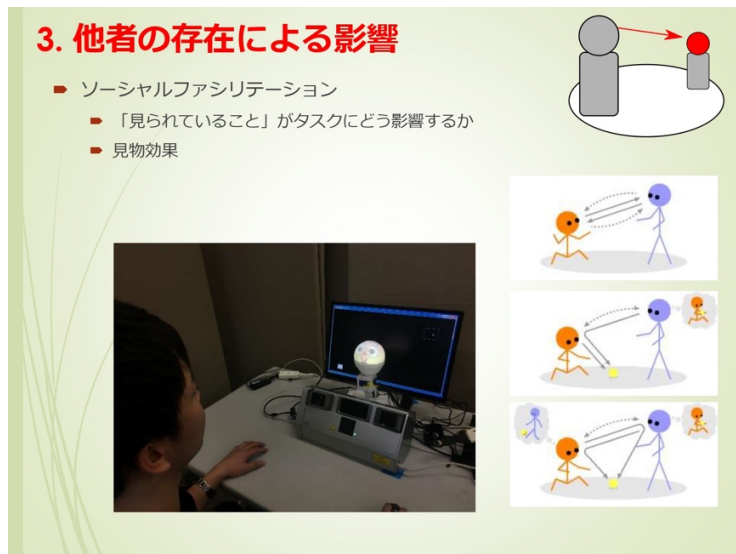 3. 他者の存在による影響
ソーシャルファシリテーション
「見られていること」がタスクにどう影響するか
見物効果